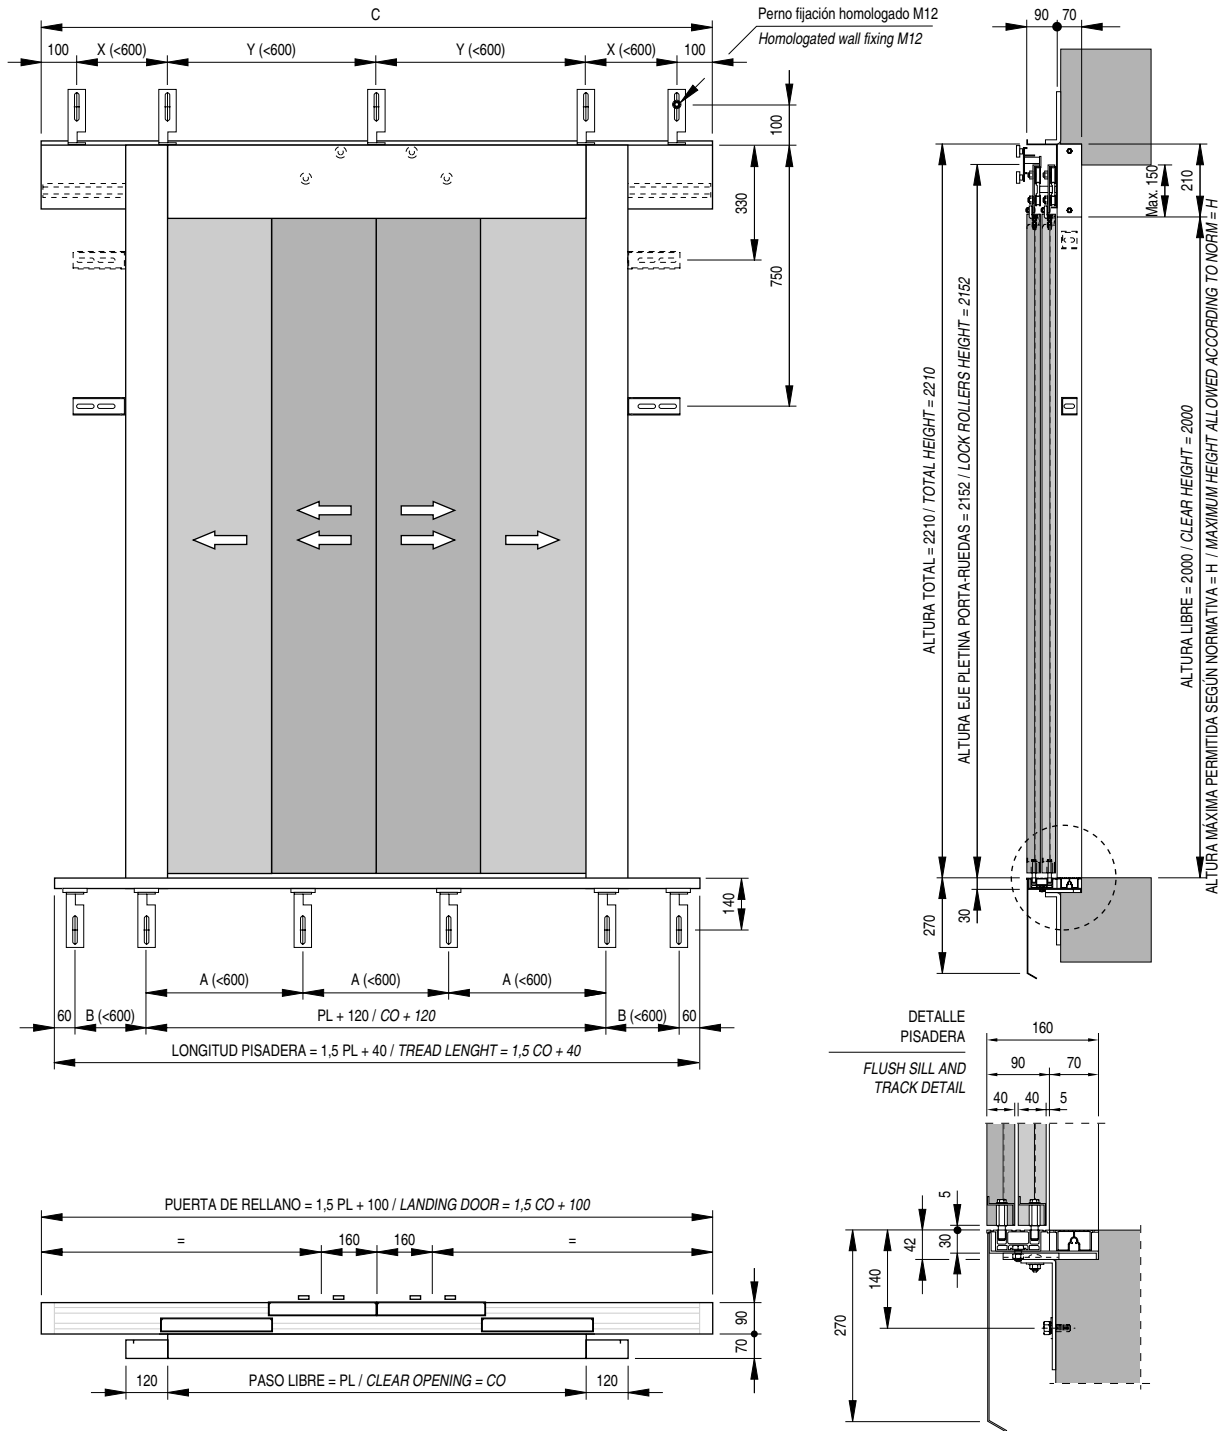 C
Perno fijación homologado M12
Homologated wall fixing M12
100
X (<600)
Y (<600)
Y (<600)
X (<600)
100
100
330
750
90
70
Max. 150
210
ALTURA TOTAL = 2210 / TOTAL HEIGHT = 2210
ALTURA EJE PLETINA PORTA-RUEDAS = 2152 / LOCK ROLLERS HEIGHT = 2152
ALTURA LIBRE = 2000 / CLEAR HEIGHT = 2000
ALTURA MÁXIMA PERMITIDA SEGÚN NORMATIVA = H / MAXIMUM HEIGHT ALLOWED ACCORDING TO NORM = H
270
30
140
A (<600)
A (<600)
A (<600)
60
B (<600)
PL + 120 / CO + 120
B (<600)
60
LONGITUD PISADERA = 1,5 PL + 40 / TREAD LENGHT = 1,5 CO + 40
DETALLE
PISADERA
FLUSH SILL AND
TRACK DETAIL
160
90
70
40
40
5
5
42
30
140
270
PUERTA DE RELLANO = 1,5 PL + 100 / LANDING DOOR = 1,5 CO + 100
=
160
160
=
90
70
120
PASO LIBRE = PL / CLEAR OPENING = CO
120